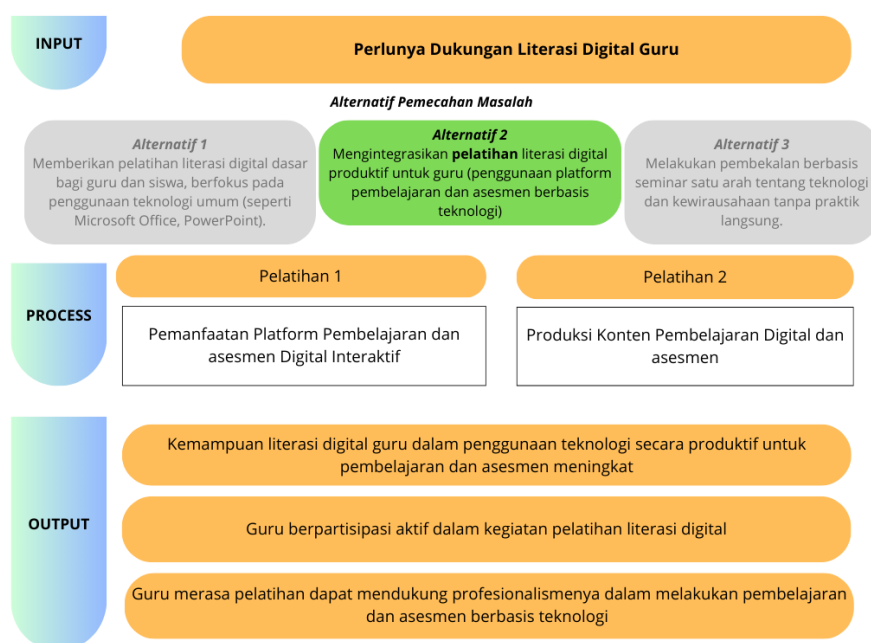 INPUT
Perlunya Dukungan Literasi Digital Guru
Alternatif Pemecahan Masalah
Alternatif 1
Memberikan pelatihan literasi digital dasar
bagi guru dan siswa, berfokus pada
penggunaan teknologi umum (seperti
Microsoft Office, PowerPoint).
Alternatif 2
Mengintegrasikan pelatihan literasi digital
produktif untuk guru (penggunaan platform
pembelajaran dan asesmen berbasis
teknologi)
Alternatif 3
Melakukan pembekalan berbasis
seminar satu arah tentang teknologi
dan kewirausahaan tanpa praktik
langsung.
PROCESS
Pelatihan 1
Pemanfaatan Platform Pembelajaran dan
asesmen Digital Interaktif
Pelatihan 2
Produksi Konten Pembelajaran Digital dan
asesmen
OUTPUT
Kemampuan literasi digital guru dalam penggunaan teknologi secara produktif untuk
pembelajaran dan asesmen meningkat
Guru berpartisipasi aktif dalam kegiatan pelatihan literasi digital
Guru merasa pelatihan dapat mendukung profesionalismenya dalam melakukan pembelajaran
dan asesmen berbasis teknologi